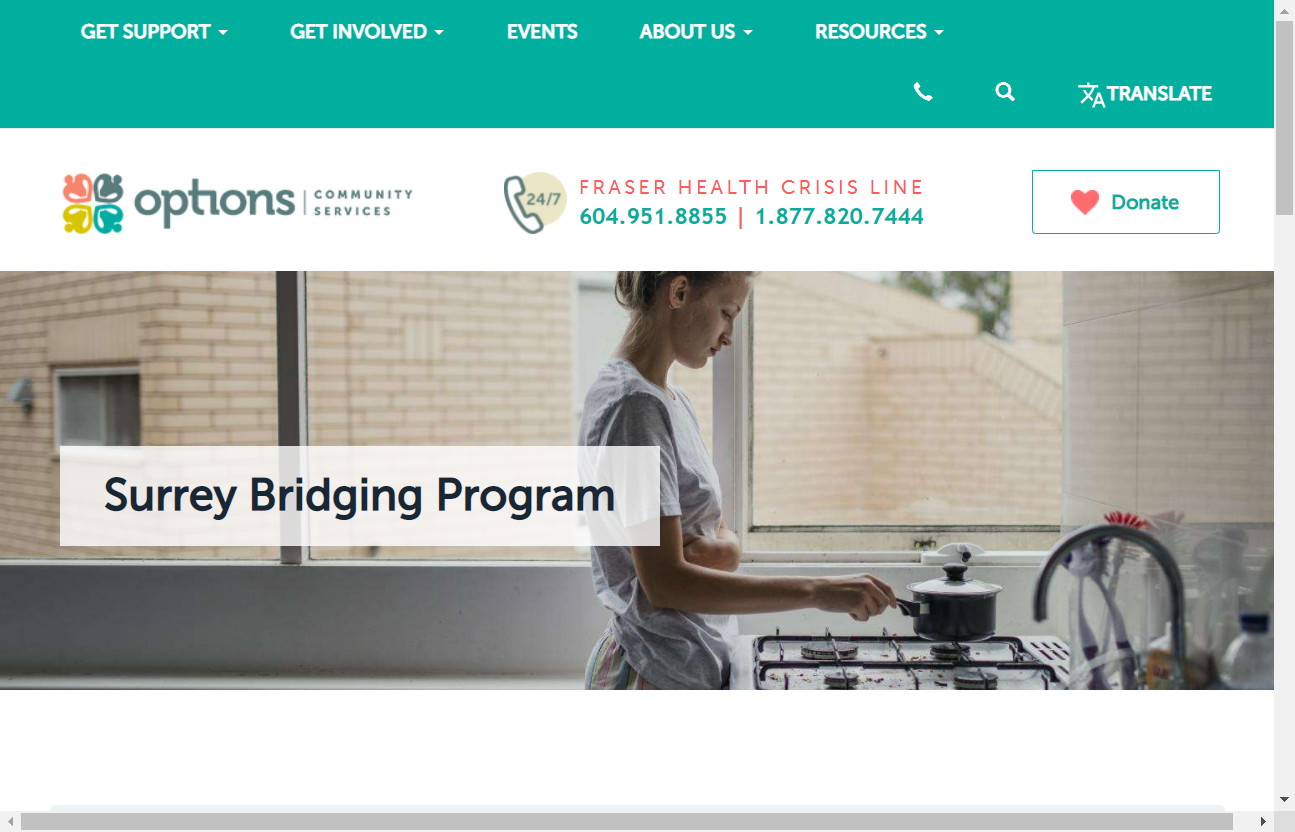 GET SUPPORT
GET INVOLVED
EVENTS
ABOUT US
RESOURCES
TRANSLATE
options
COMMUNITY
SERVICES
24/7
FRASER HEALTH CRISIS LINE
604.951.8855 | 1.877.820.7444
Donate
Surrey Bridging Program